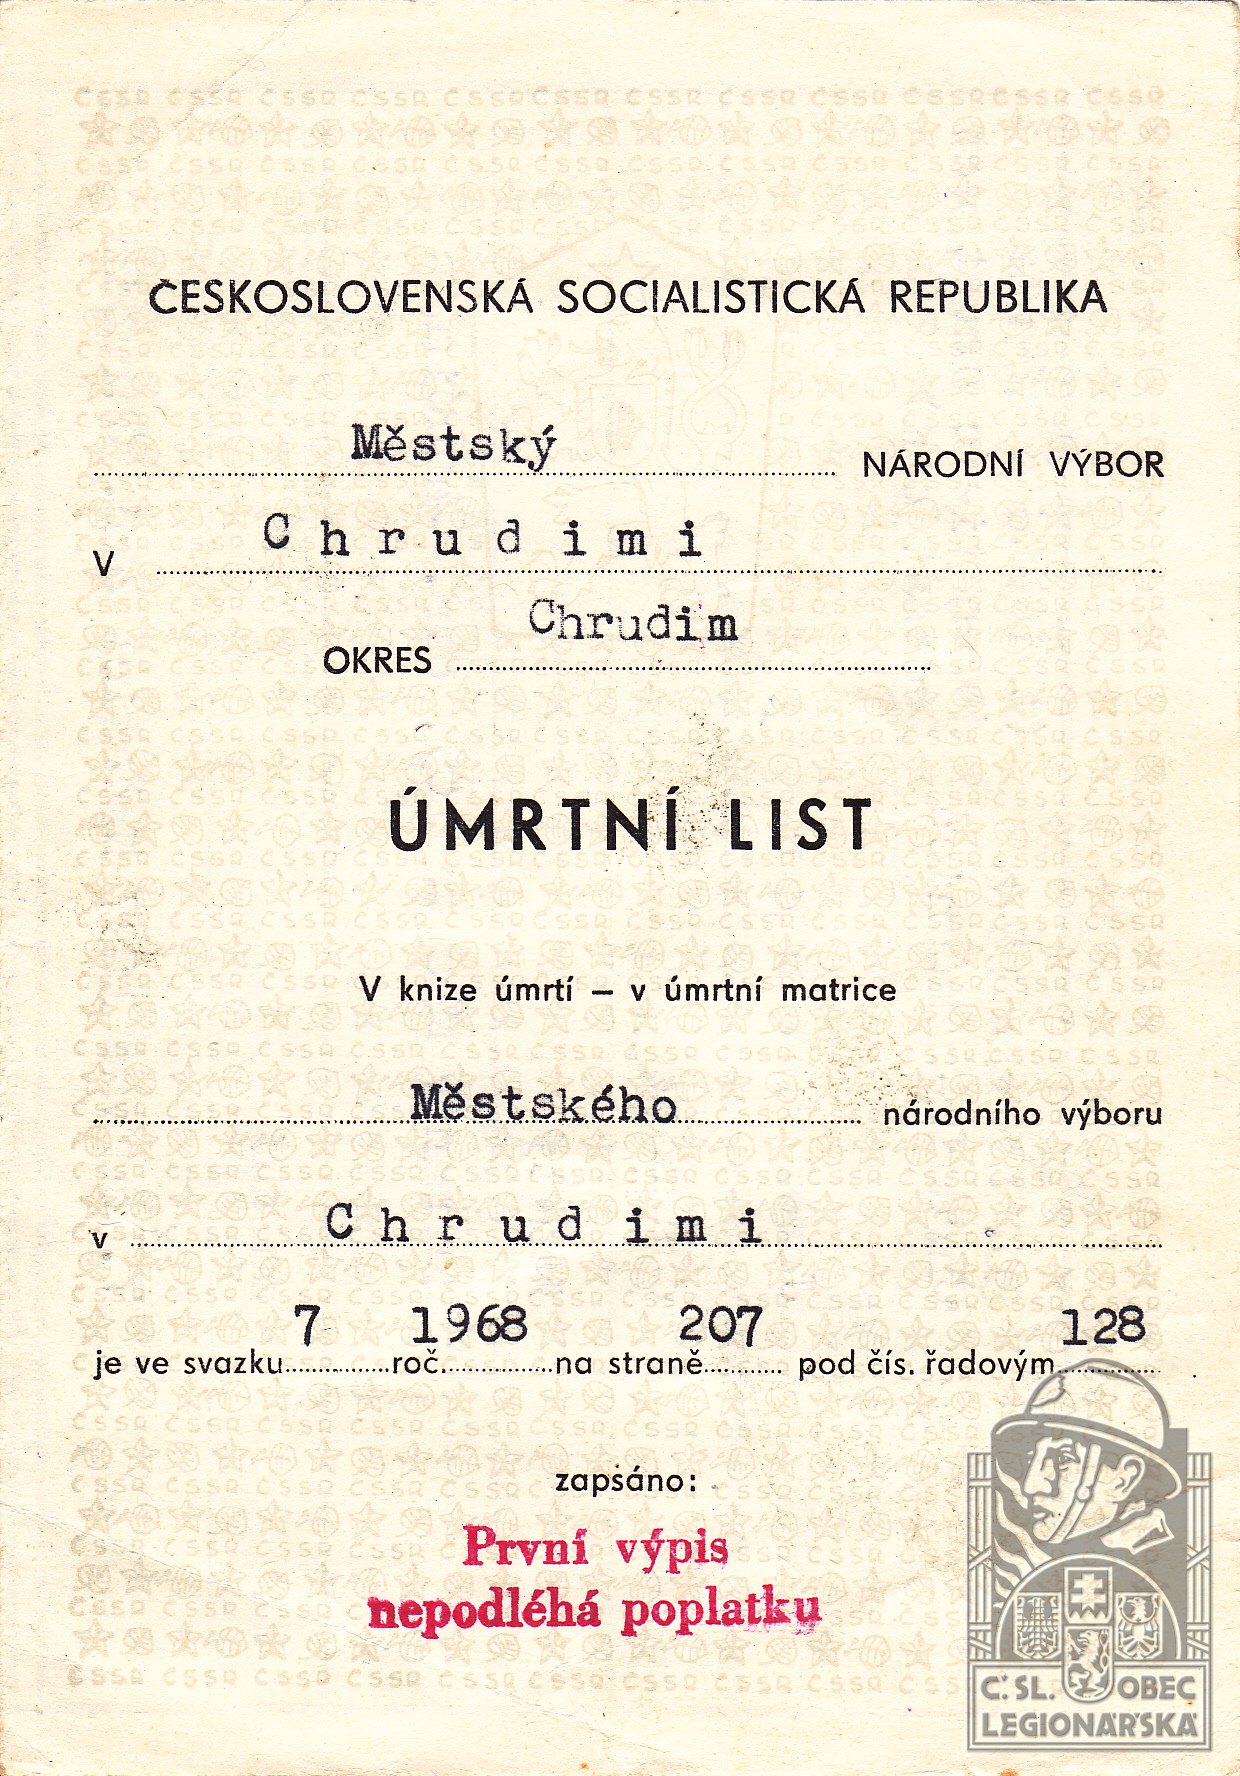 ČESKOSLOVENSKÁ SOCIALISTICKÁ REPUBLIKA
Městský NÁRODNÍ VÝBOR
V Chrudimi
OKRES Chrudim
ÚMRTNÍ LIST
V knize úmrtí – v úmrtní matrice
Městského národního výboru
v Chrudimi
7 1968 207 128
je ve svazku roč. na straně pod čís. řadovým
zapsáno:
První výpis
nepodléhá poplatku
Č. SL. OBEC
LEGIONÁŘSKÁ